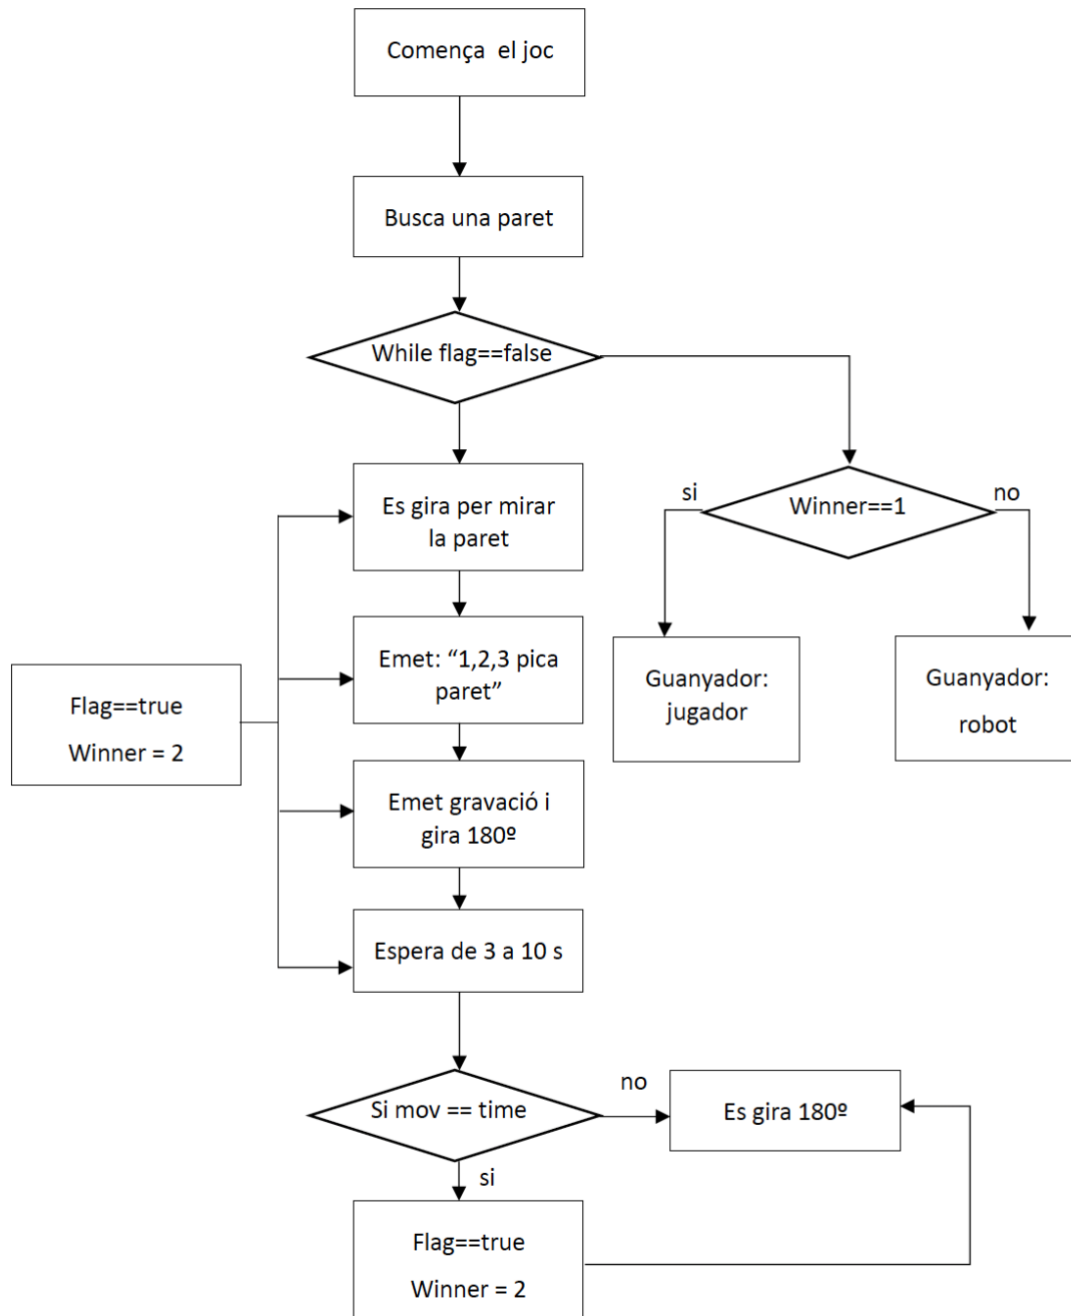 Comença  el joc
Busca una paret
While flag==false
Es gira per mirar
la paret
si
Winner==1
no
Emet: “1,2,3 pica
paret”
Guanyador:
jugador
Guanyador:
robot
Flag==true
Winner = 2
Emet gravació i
gira 180º
Espera de 3 a 10 s
Si mov == time
no
Es gira 180º
si
Flag==true
Winner = 2